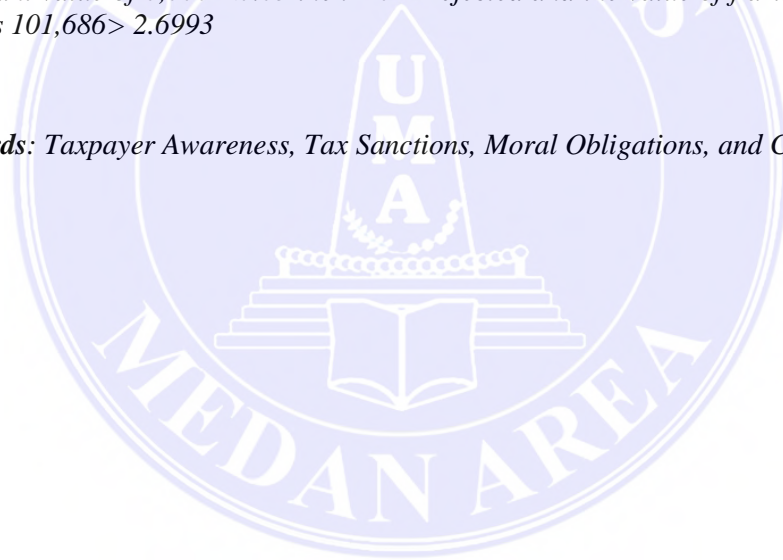 s 101,686> 2.6993
ds: Taxpayer Awareness, Tax Sanctions, Moral Obligations, and
U
M
A
MEDAN AREA